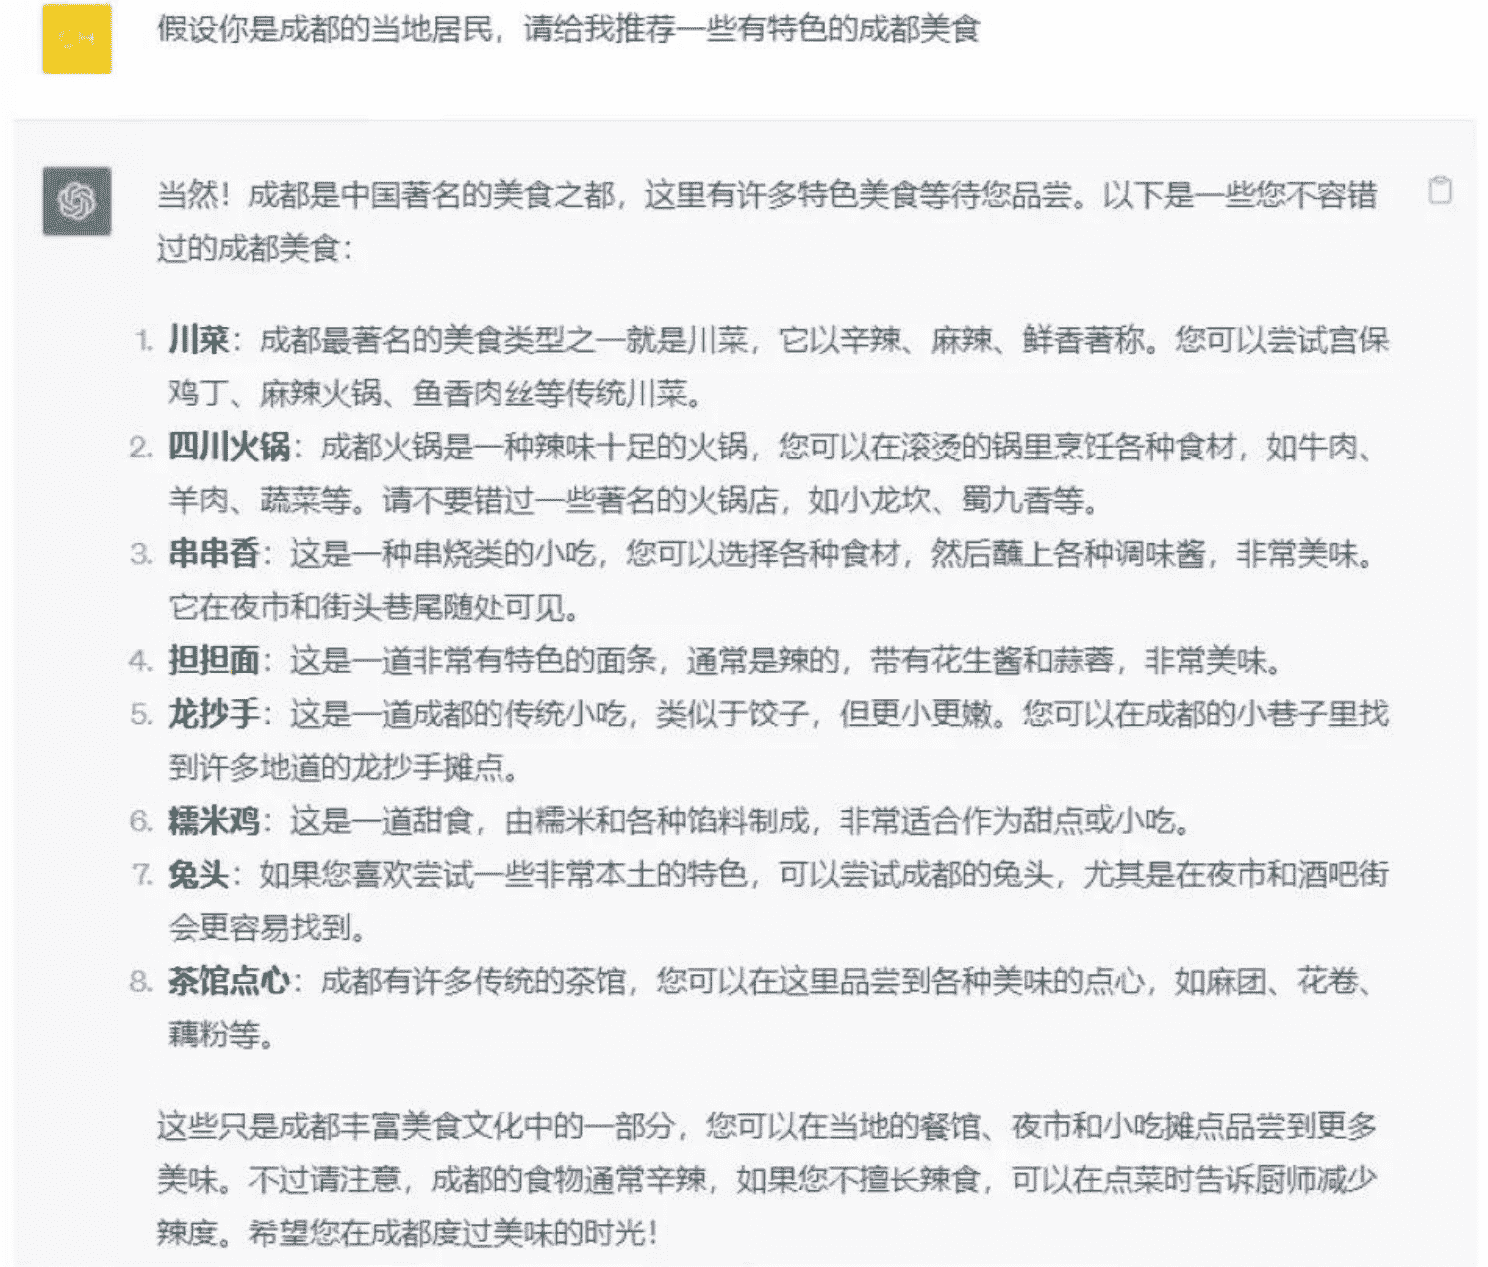 假设你是成都的当地居民，请给我推荐一些有特色的成都美食
当然！成都是中国著名的美食之都，这里有许多特色美食等待您品尝。以下是一些您不容错
过的成都美食：
1. 川菜：成都最著名的美食类型之一就是川菜，它以辛辣、麻辣、鲜香著称。您可以尝试宫保
鸡丁、麻辣火锅、鱼香肉丝等传统川菜。
2. 四川火锅：成都火锅是一种辣味十足的火锅，您可以在滚烫的锅里烹饪各种食材，如牛肉、
羊肉、蔬菜等。请不要错过一些著名的火锅店，如小龙坎、蜀九香等。
3. 串串香：这是一种串烧类的小吃，您可以选择各种食材，然后蘸上各种调味酱，非常美味。
它在夜市和街头巷尾随处可见。
4. 担担面：这是一道非常有特色的面条，通常是辣的，带有花生酱和蒜蓉，非常美味。
5. 龙抄手：这是一道成都的传统小吃，类似于饺子，但更小更嫩。您可以在成都的小巷子里找
到许多地道的龙抄手摊点。
6. 糯米鸡：这是一道甜食，由糯米和各种馅料制成，非常适合作为甜点或小吃。
7. 兔头：如果您喜欢尝试一些非常本土的特色，可以尝试成都的兔头，尤其是在夜市和酒吧街
会更容易找到。
8. 茶馆点心：成都有许多传统的茶馆，您可以在这里品尝到各种美味的点心，如麻团、花卷、
藕粉等。
这些只是成都丰富美食文化中的一部分，您可以在当地的餐馆、夜市和小吃摊点品尝到更多
美味。不过请注意，成都的食物通常辛辣，如果您不擅长辣食，可以在点菜时告诉厨师减少
辣度。希望您在成都度过美味的时光！